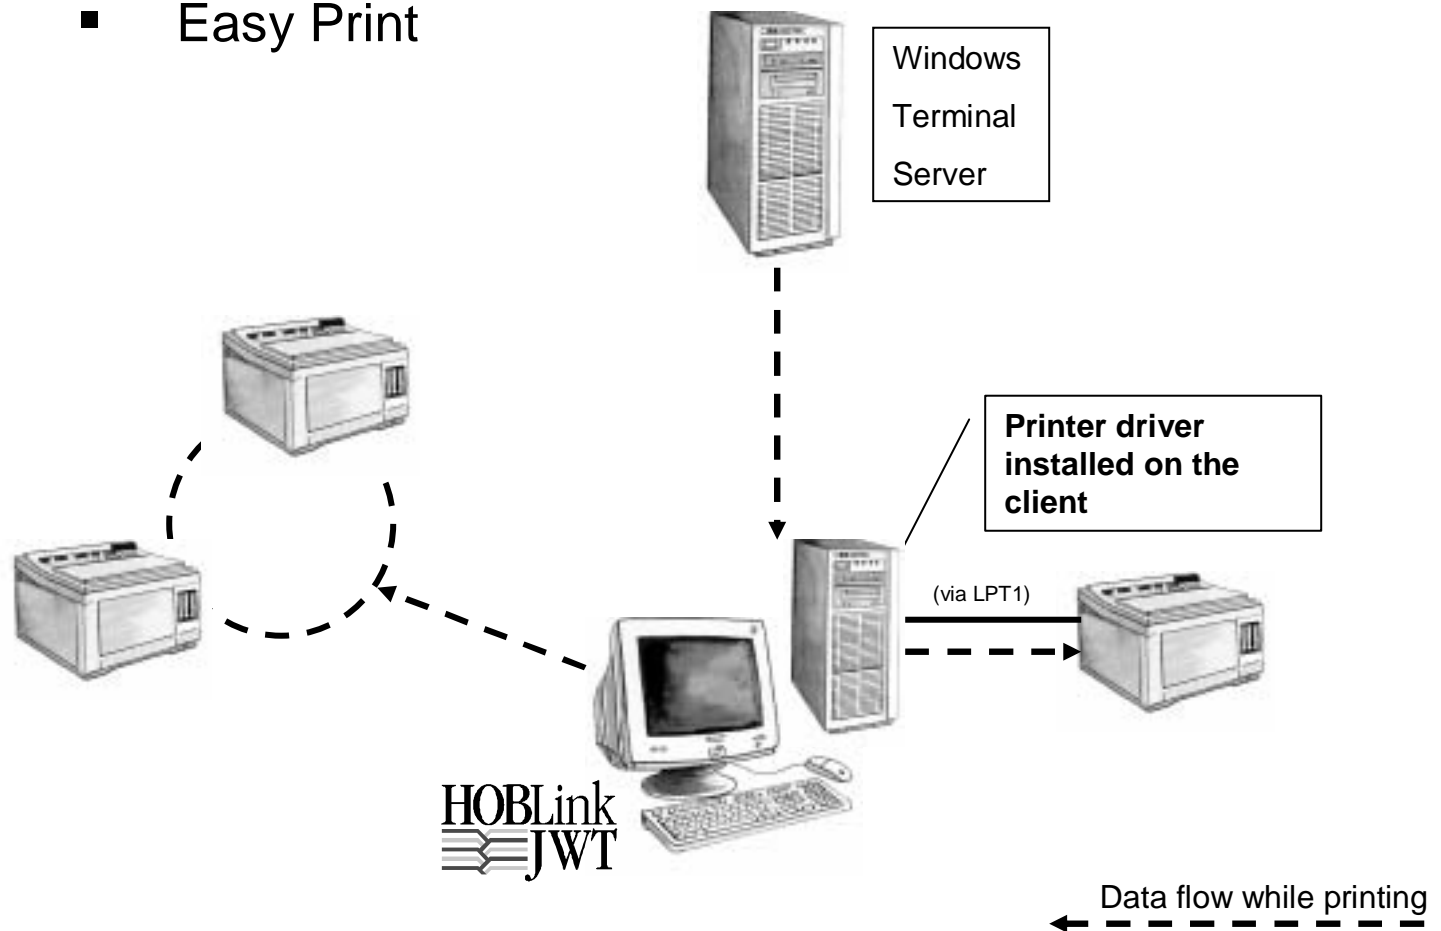 ▪ Easy Print
Windows
Terminal
Server
Printer driver
installed on the
client
(via LPT1)
HOBLink
JWT
Data flow while printing